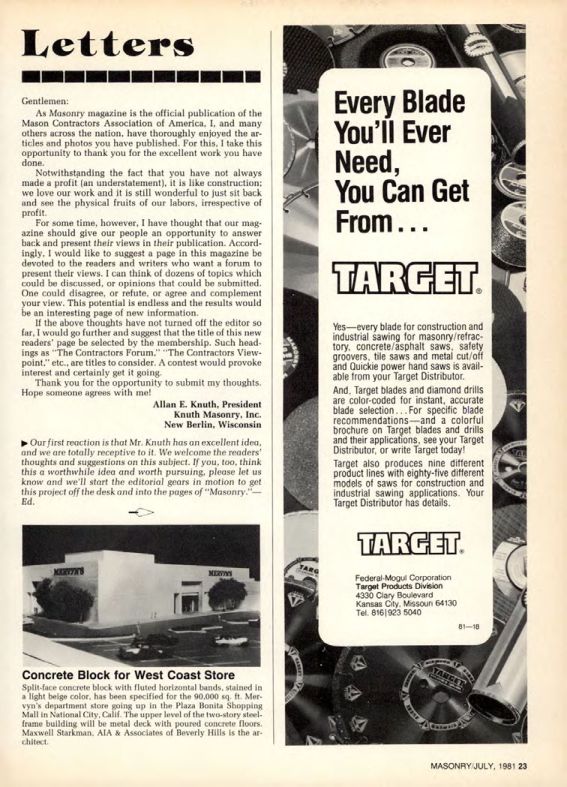 Letters
Gentlemen:
As Masonry magazine is the official publication of the
Mason Contractors Association of America, I, and many
others across the nation, have thoroughly enjoyed the ar-
ticles and photos you have published. For this, I take this
opportunity to thank you for the excellent work you have
done.
Notwithstanding the fact that you have not always
made a profit (an understatement), it is like construction;
we love our work and it is still wonderful to just sit back
and see the physical fruits of our labors, irrespective of
profit.
For some time, however, I have thought that our mag-
azine should give our people an opportunity to answer
back and present their views in their publication. Accord-
ingly, I would like to suggest a page in this magazine be
devoted to the readers and writers who want a forum to
present their views. I can think of dozens of topics which
could be discussed, or opinions that could be submitted.
One could disagree, or refute, or agree and complement
your view. This potential is endless and the results would
be an interesting page of new information.
If the above thoughts have not turned off the editor so
far, I would go further and suggest that the title of this new
readers' page be selected by the membership. Such head-
ings as "The Contractors Forum," "The Contractors View-
point," etc., are titles to consider. A contest would provoke
interest and certainly get it going.
Thank you for the opportunity to submit my thoughts.
Hope someone agrees with me!
Allan E. Knuth, President
Knuth Masonry, Inc.
New Berlin, Wisconsin
▶ Our first reaction is that Mr. Knuth has an excellent idea,
and we are totally receptive to it. We welcome the readers'
thoughts and suggestions on this subject. If you, too, think
this a worthwhile idea and worth pursuing, please let us
know and we'll start the editorial gears in motion to get
this project off the desk and into the pages of "Masonry."—
Ed.
MERVYN'S
MERVYN'S
Concrete Block for West Coast Store
Split-face concrete block with fluted horizontal bands, stained in
a light beige color, has been specified for the 90,000 sq. ft. Mer-
vyn's department store going up in the Plaza Bonita Shopping
Mall in National City, Calif. The upper level of the two-story steel-
frame building will be metal deck with poured concrete floors.
Maxwell Starkman, AIA & Associates of Beverly Hills is the ar-
chitect.
Every Blade
You'll Ever
Need,
You Can Get
From...
TARGET®
Yes—every blade for construction and
industrial sawing for masonry/refrac-
tory, concrete/asphalt saws, safety
groovers, tile saws and metal cut/off
and Quickie power hand saws is avail-
able from your Target Distributor.
And, Target blades and diamond drills
are color-coded for instant, accurate
blade selection...For specific blade
recommendations—and a colorful
brochure on Target blades and drills
and their applications, see your Target
Distributor, or write Target today!
Target also produces nine different
product lines with eighty-five different
models of saws for construction and
industrial sawing applications. Your
Target Distributor has details.
TARGET®
Federal-Mogul Corporation
Target Products Division
4330 Clary Boulevard
Kansas City, Missouri 64130
Tel. 816|923 5040
81—18
TARGET
MASONRY/JULY, 1981 23